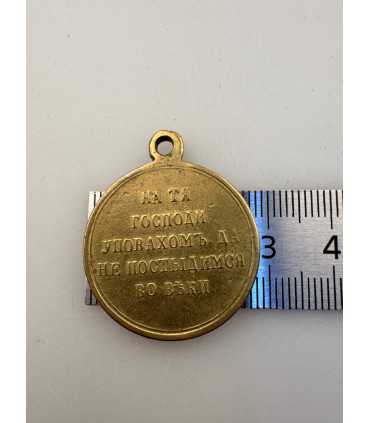 НА ТЯ
ГОСПОДИ
УПОВАХОМЪ ДА
НЕ ПОСТЫДИМСЯ
ВО ВѢКИ
3 4